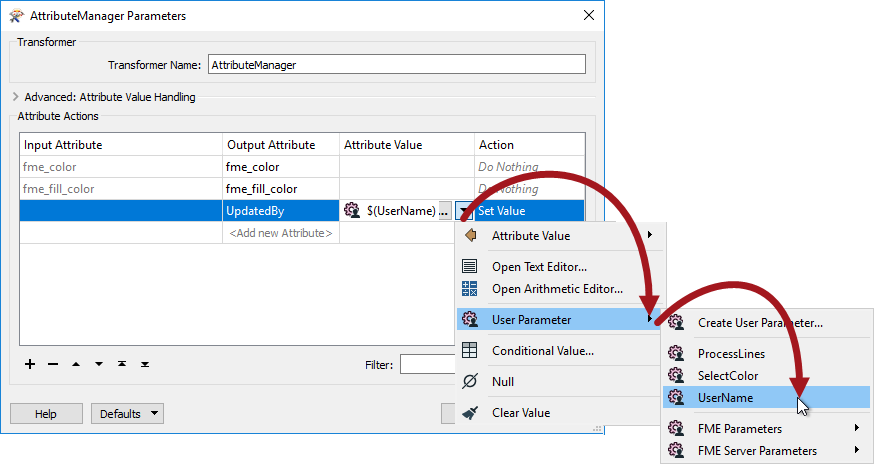 AttributeManager Parameters
Transformer
Transformer Name: AttributeManager
Advanced: Attribute Value Handling
Attribute Actions
Input Attribute Output Attribute Attribute Value Action
fme_color fme_color Do Nothing
fme_fill_color fme_fill_color Do Nothing
UpdatedBy $(UserName) ... Set Value
<Add new Attribute>
Attribute Value
Open Text Editor...
Open Arithmetic Editor...
User Parameter
Conditional Value...
Null
Clear Value
Create User Parameter...
ProcessLines
SelectColor
UserName
FME Parameters
FME Server Parameters
Filter:
Help Defaults